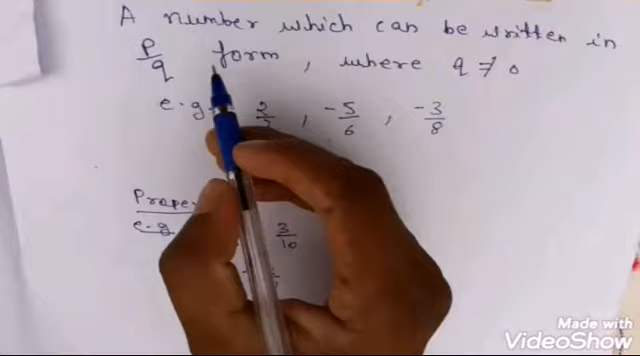 A number which can be written in
p/q form, where q ≠ 0
e.g. 2/3, -5/6, -3/8
e.g. 3/10
Made with
VideoShow